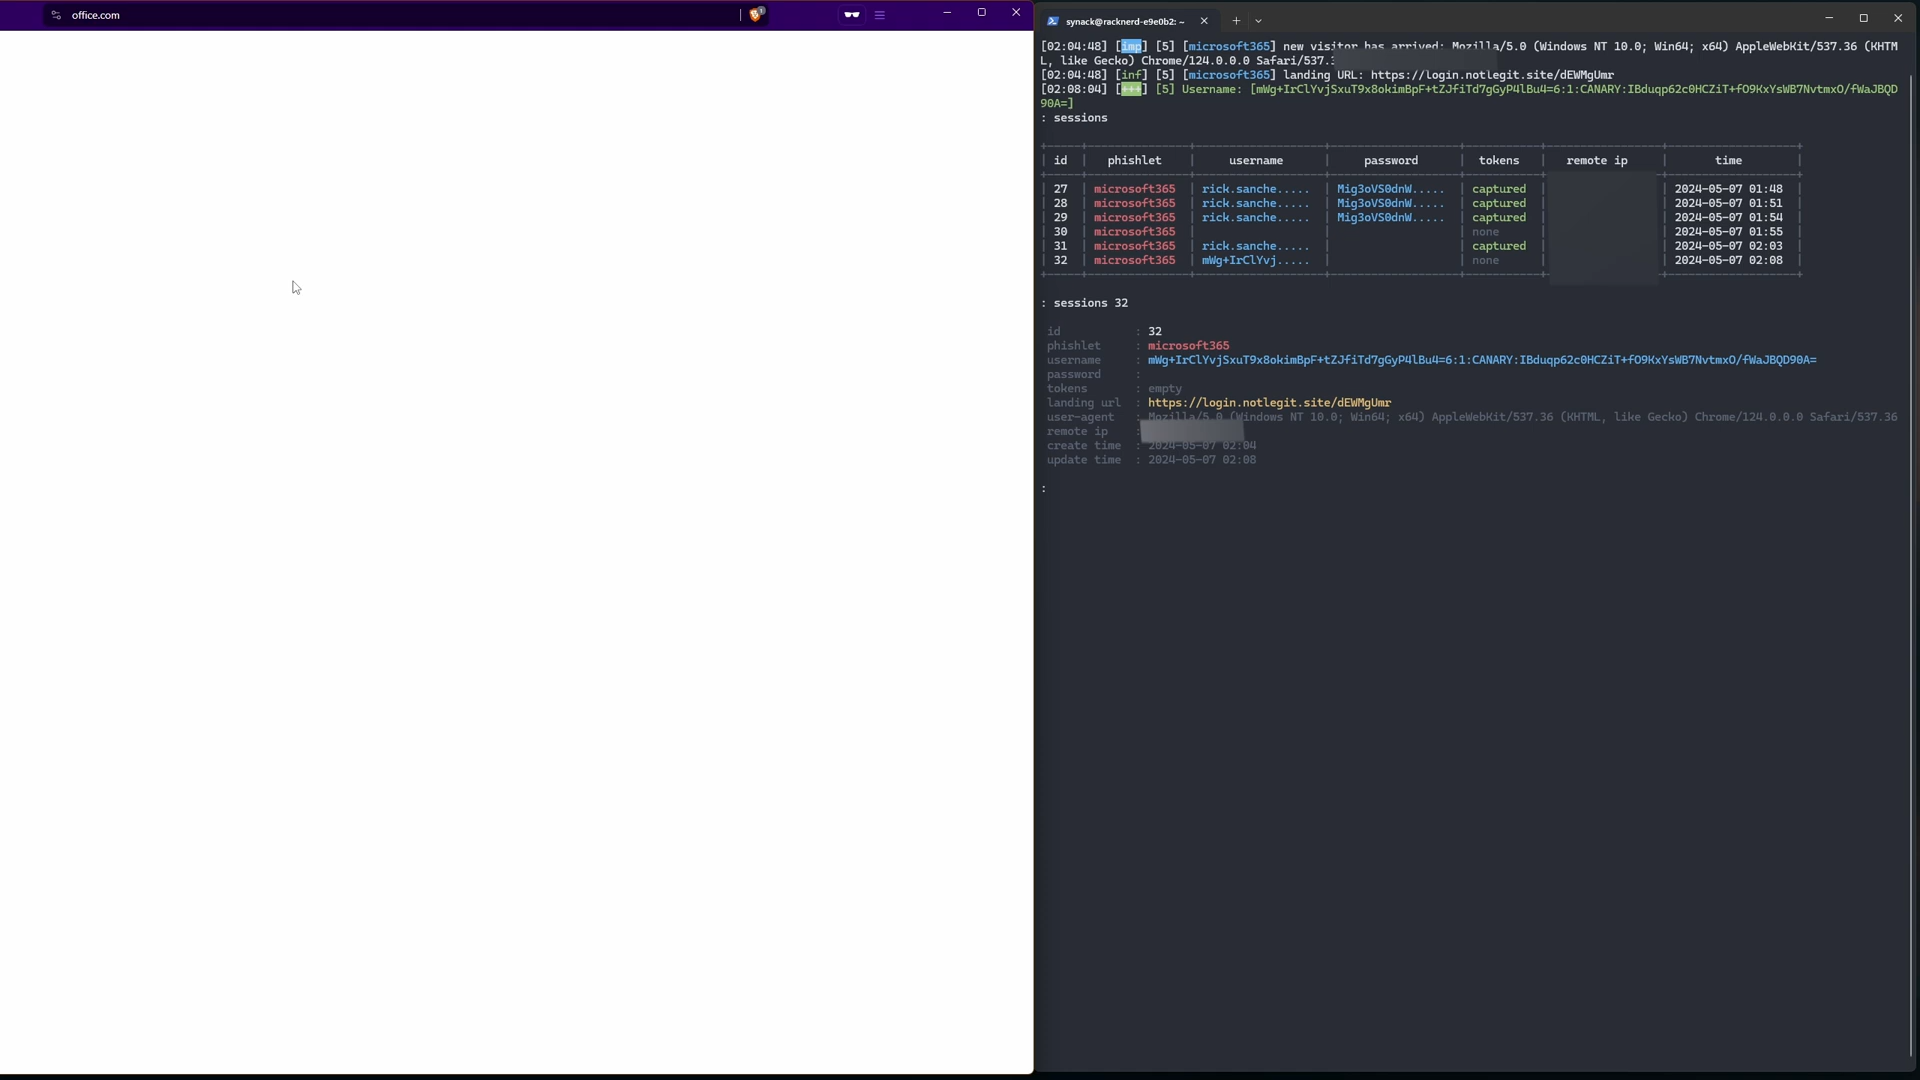 office.com
synack@racknerd-e9e0b2: ~
[02:04:48] [imp] [5] [microsoft365] new visitor has arrived: Mozilla/5.0 (Windows NT 10.0; Win64; x64) AppleWebKit/537.36 (KHTM
L, like Gecko) Chrome/124.0.0.0 Safari/537.3
[02:04:48] [inf] [5] [microsoft365] landing URL: https://login.notlegit.site/dEWMgUmr
[02:08:04] [+++] [5] Username: [mWg+IrClYvjSxuT9x8okimBpF+tZJfiTd7gGyP4lBu4=6:1:CANARY:IBduqp62c0HCZiT+fO9KxYsWB7NvtmxO/fWaJBQD
90A=]
: sessions
id | phishlet | username | password | tokens | remote ip | time
27 | microsoft365 | rick.sanche..... | Mig3oVS0dnW..... | captured | | 2024-05-07 01:48
28 | microsoft365 | rick.sanche..... | Mig3oVS0dnW..... | captured | | 2024-05-07 01:51
29 | microsoft365 | rick.sanche..... | Mig3oVS0dnW..... | captured | | 2024-05-07 01:54
30 | microsoft365 | | | none | | 2024-05-07 01:55
31 | microsoft365 | rick.sanche..... | | captured | | 2024-05-07 02:03
32 | microsoft365 | mWg+IrClYvj..... | | none | | 2024-05-07 02:08
: sessions 32
id : 32
phishlet : microsoft365
username : mWg+IrClYvjSxuT9x8okimBpF+tZJfiTd7gGyP4lBu4=6:1:CANARY:IBduqp62c0HCZiT+fO9KxYsWB7NvtmxO/fWaJBQD90A=
password :
tokens : empty
landing url : https://login.notlegit.site/dEWMgUmr
user-agent : Mozilla/5.0 (Windows NT 10.0; Win64; x64) AppleWebKit/537.36 (KHTML, like Gecko) Chrome/124.0.0.0 Safari/537.36
remote ip :
create time : 2024-05-07 02:04
update time : 2024-05-07 02:08
: